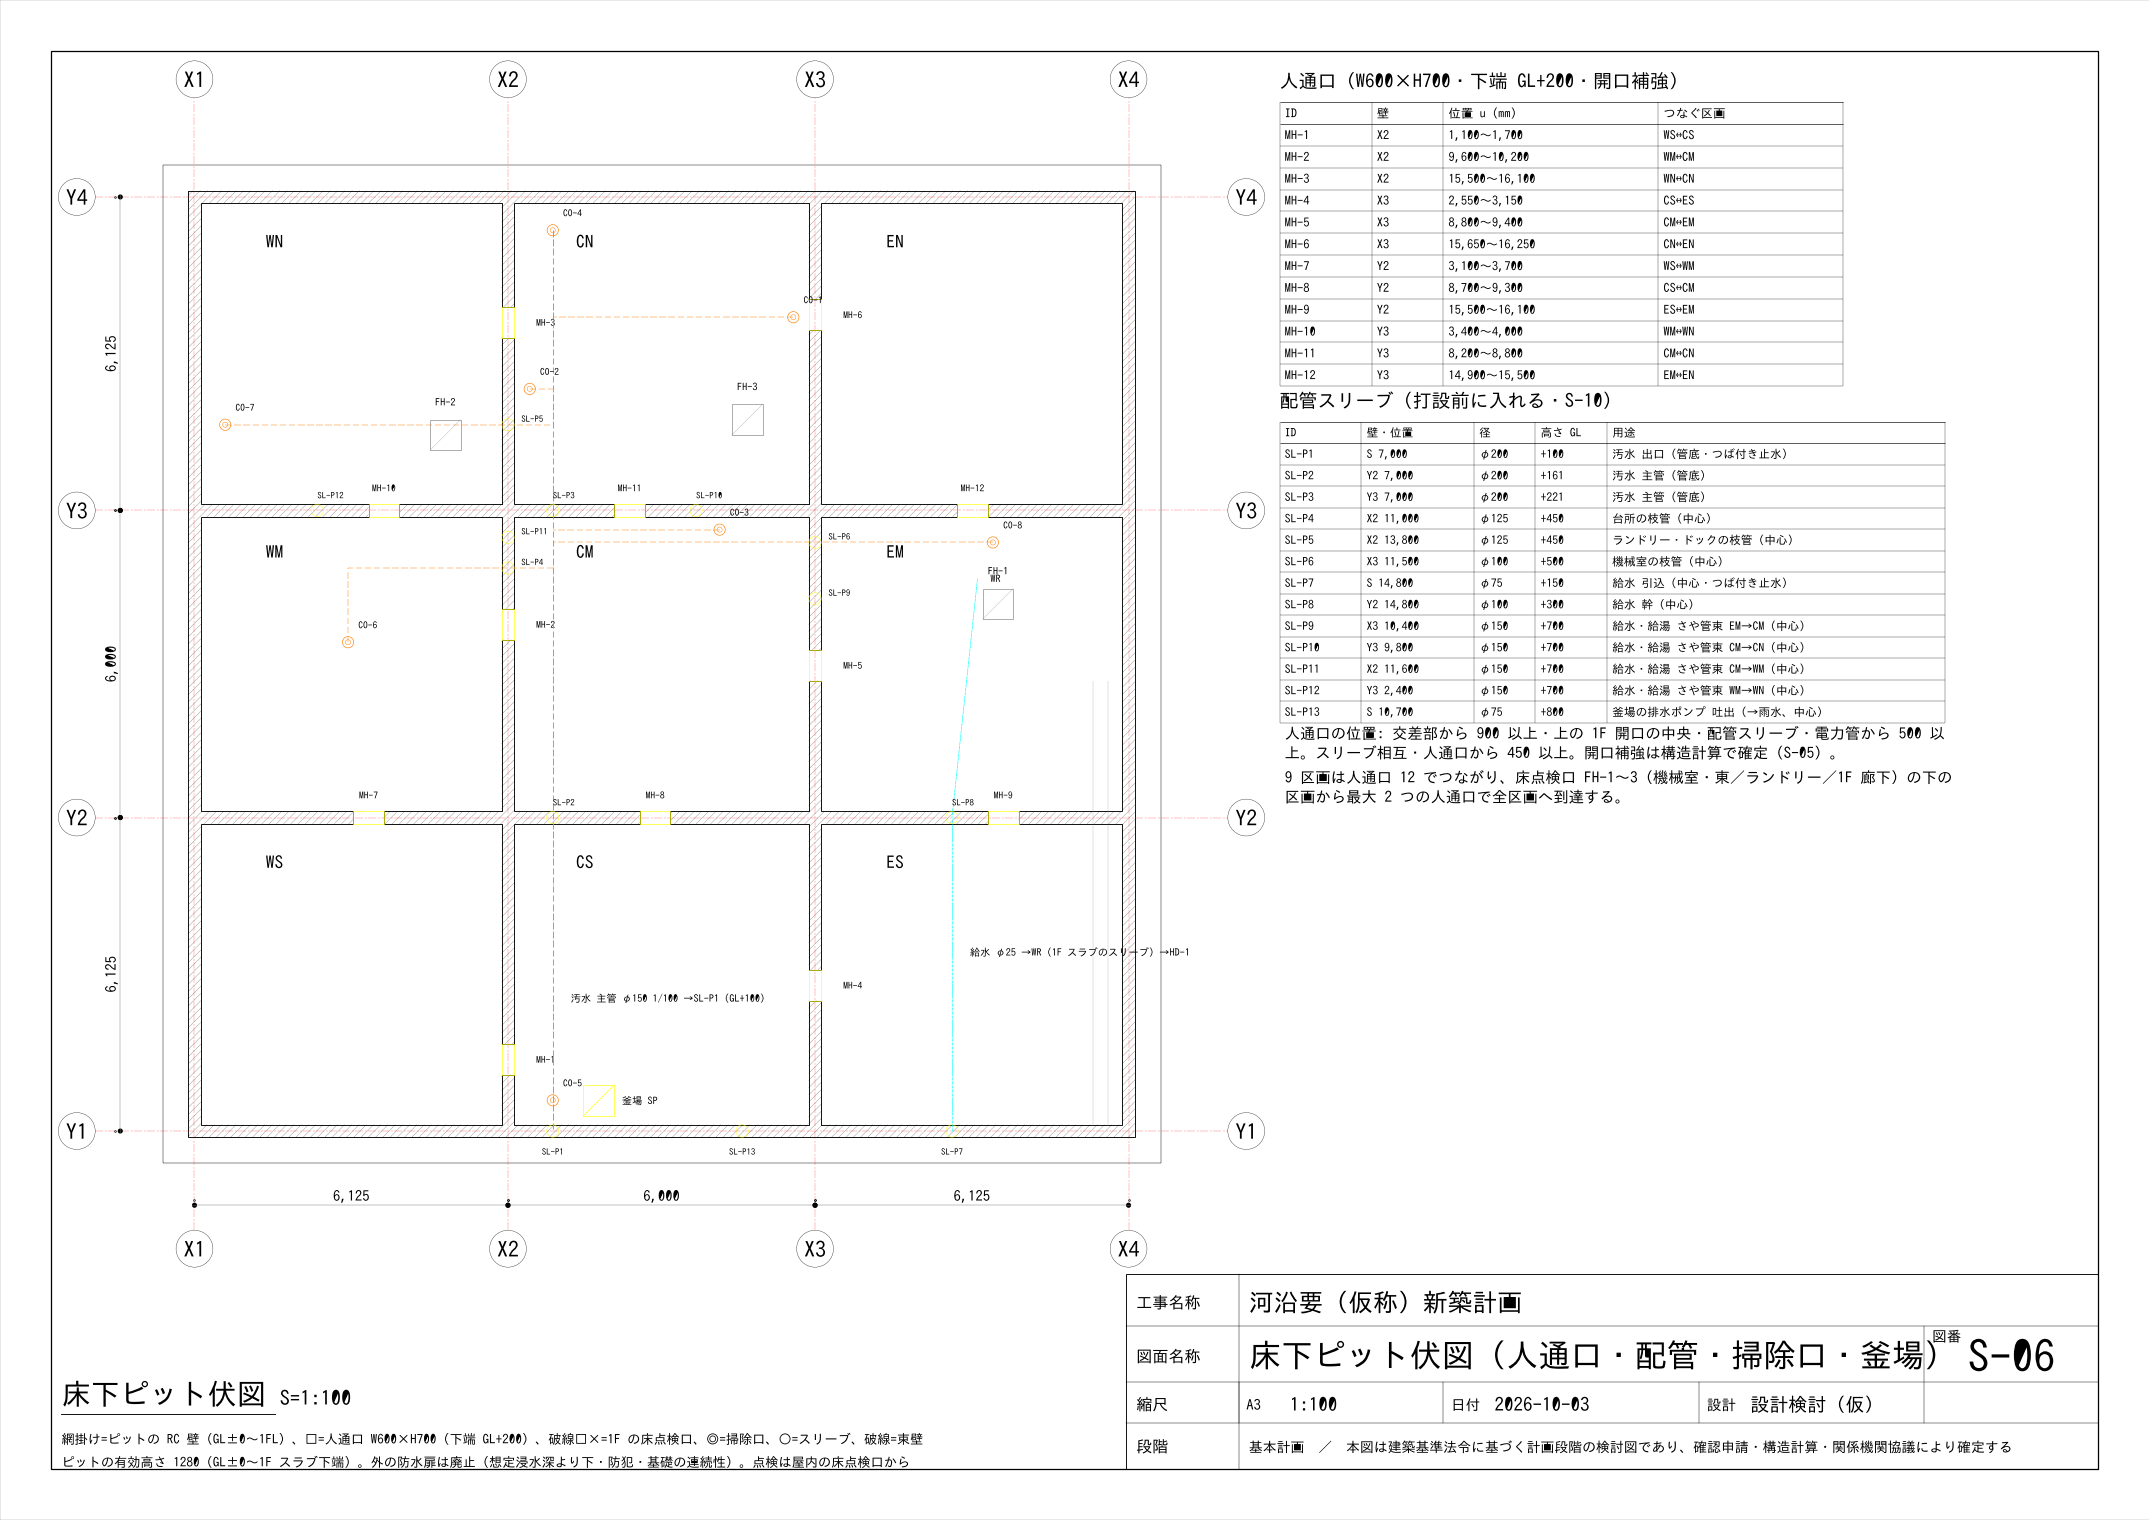 X1 X2 X3 X4
Y4 Y4
CO-4
WN CN EN
CO-1
MH-3 MH-6
6,125
CO-2
FH-3
FH-2
CO-7
SL-P5
MH-10 MH-11 MH-12
SL-P12 SL-P3 SL-P10
Y3 Y3
CO-3
CO-8
SL-P11 SL-P6
WM CM EM
SL-P4
FH-1
WR
SL-P9
CO-6 MH-2
6,000
MH-5
MH-7 MH-8 MH-9
SL-P2 SL-P8
Y2 Y2
WS CS ES
給水 φ25 →WR (1F スラブのスリーブ) →HD-1
6,125
MH-4
汚水 主管 φ150 1/100 →SL-P1 (GL+100)
MH-1
CO-5
釜場 SP
Y1 Y1
SL-P1 SL-P13 SL-P7
6,125 6,000 6,125
X1 X2 X3 X4
人通口 (W600×H700・下端 GL+200・開口補強)
ID 壁 位置 u (mm) つなぐ区画
MH-1 X2 1,100～1,700 WS↔CS
MH-2 X2 9,600～10,200 WM↔CM
MH-3 X2 15,500～16,100 WN↔CN
MH-4 X3 2,550～3,150 CS↔ES
MH-5 X3 8,800～9,400 CM↔EM
MH-6 X3 15,650～16,250 CN↔EN
MH-7 Y2 3,100～3,700 WS↔WM
MH-8 Y2 8,700～9,300 CS↔CM
MH-9 Y2 15,500～16,100 ES↔EM
MH-10 Y3 3,400～4,000 WM↔WN
MH-11 Y3 8,200～8,800 CM↔CN
MH-12 Y3 14,900～15,500 EM↔EN
配管スリーブ (打設前に入れる・S-10)
ID 壁・位置 径 高さ GL 用途
SL-P1 S 7,000 φ200 +100 汚水 出口 (管底・つば付き止水)
SL-P2 Y2 7,000 φ200 +161 汚水 主管 (管底)
SL-P3 Y3 7,000 φ200 +221 汚水 主管 (管底)
SL-P4 X2 11,000 φ125 +450 台所の枝管 (中心)
SL-P5 X2 13,800 φ125 +450 ランドリー・ドックの枝管 (中心)
SL-P6 X3 11,500 φ100 +500 機械室の枝管 (中心)
SL-P7 S 14,800 φ75 +150 給水 引込 (中心・つば付き止水)
SL-P8 Y2 14,800 φ100 +300 給水 幹 (中心)
SL-P9 X3 10,400 φ150 +700 給水・給湯 さや管束 EM→CM (中心)
SL-P10 Y3 9,800 φ150 +700 給水・給湯 さや管束 CM→CN (中心)
SL-P11 X2 11,600 φ150 +700 給水・給湯 さや管束 CM→WM (中心)
SL-P12 Y3 2,400 φ150 +700 給水・給湯 さや管束 WM→WN (中心)
SL-P13 S 10,700 φ75 +800 釜場の排水ポンプ 吐出 (→雨水、中心)
人通口の位置: 交差部から 900 以上・上の 1F 開口の中央・配管スリーブ・電力管から 500 以
上。スリーブ相互・人通口から 450 以上。開口補強は構造計算で確定 (S-05) 。
9 区画は人通口 12 でつながり、床点検口 FH-1～3 (機械室・東／ランドリー／1F 廊下) の下の
区画から最大 2 つの人通口で全区画へ到達する。
工事名称 河沿要 (仮称) 新築計画
図面名称 床下ピット伏図 (人通口・配管・掃除口・釜場) 図番 S-06
縮尺 A3 1:100 日付 2026-10-03 設計 設計検討 (仮)
段階 基本計画 ／ 本図は建築基準法令に基づく計画段階の検討図であり、確認申請・構造計算・関係機関協議により確定する
床下ピット伏図 S=1:100
網掛け=ピットの RC 壁 (GL±0～1FL) 、□=人通口 W600×H700 (下端 GL+200) 、破線口×=1F の床点検口、◎=掃除口、○=スリーブ、破線=東壁
ピットの有効高さ 1280 (GL±0～1F スラブ下端) 。外の防水扉は廃止 (想定浸水深より下・防犯・基礎の連続性) 。点検は屋内の床点検口から